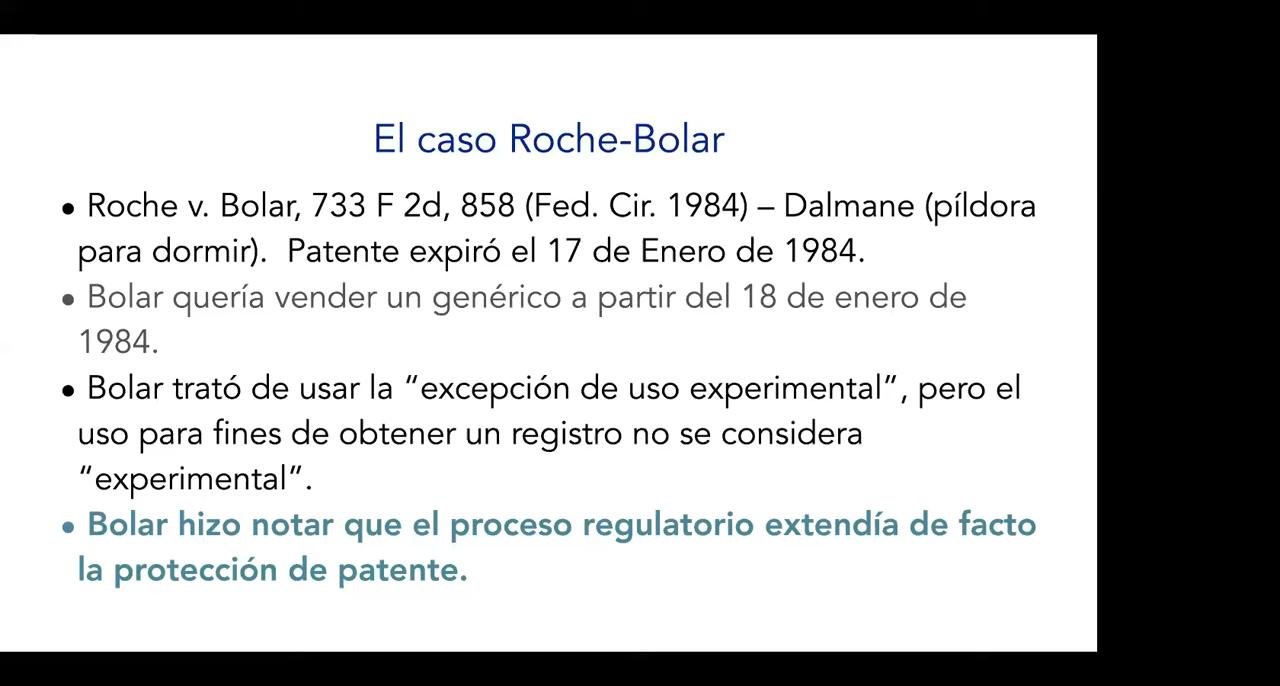 El caso Roche-Bolar
• Roche v. Bolar, 733 F 2d, 858 (Fed. Cir. 1984) – Dalmane (píldora
para dormir).  Patente expiró el 17 de Enero de 1984.
• Bolar quería vender un genérico a partir del 18 de enero de
1984.
• Bolar trató de usar la “excepción de uso experimental”, pero el
uso para fines de obtener un registro no se considera
“experimental”.
• Bolar hizo notar que el proceso regulatorio extendía de facto
la protección de patente.